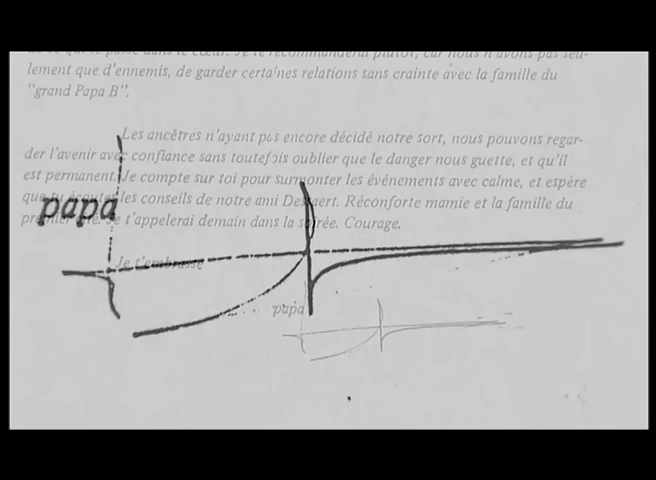 se passe dans le cœur. Je te recommanderai plutôt, car nous n'avons pas seu-
lement que d'ennemis, de garder certaines relations sans crainte avec la famille du
"grand Papa B".
Les ancêtres n'ayant pas encore décidé notre sort, nous pouvons regar-
der l'avenir avec confiance sans toutefois oublier que le danger nous guette, et qu'il
est permanent. Je compte sur toi pour surmonter les événements avec calme, et espère
que tu écoutes les conseils de notre ami Dessaert. Réconforte mamie et la famille du
papa
Je t'appelerai demain dans la soirée. Courage.
Je t'embrasse
papa